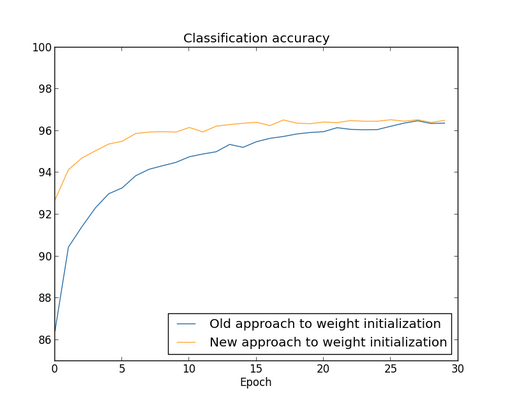 Classification accuracy
100
98
96
94
92
90
88
86
0 5 10 15 20 25 30
Epoch
Old approach to weight initialization
New approach to weight initialization